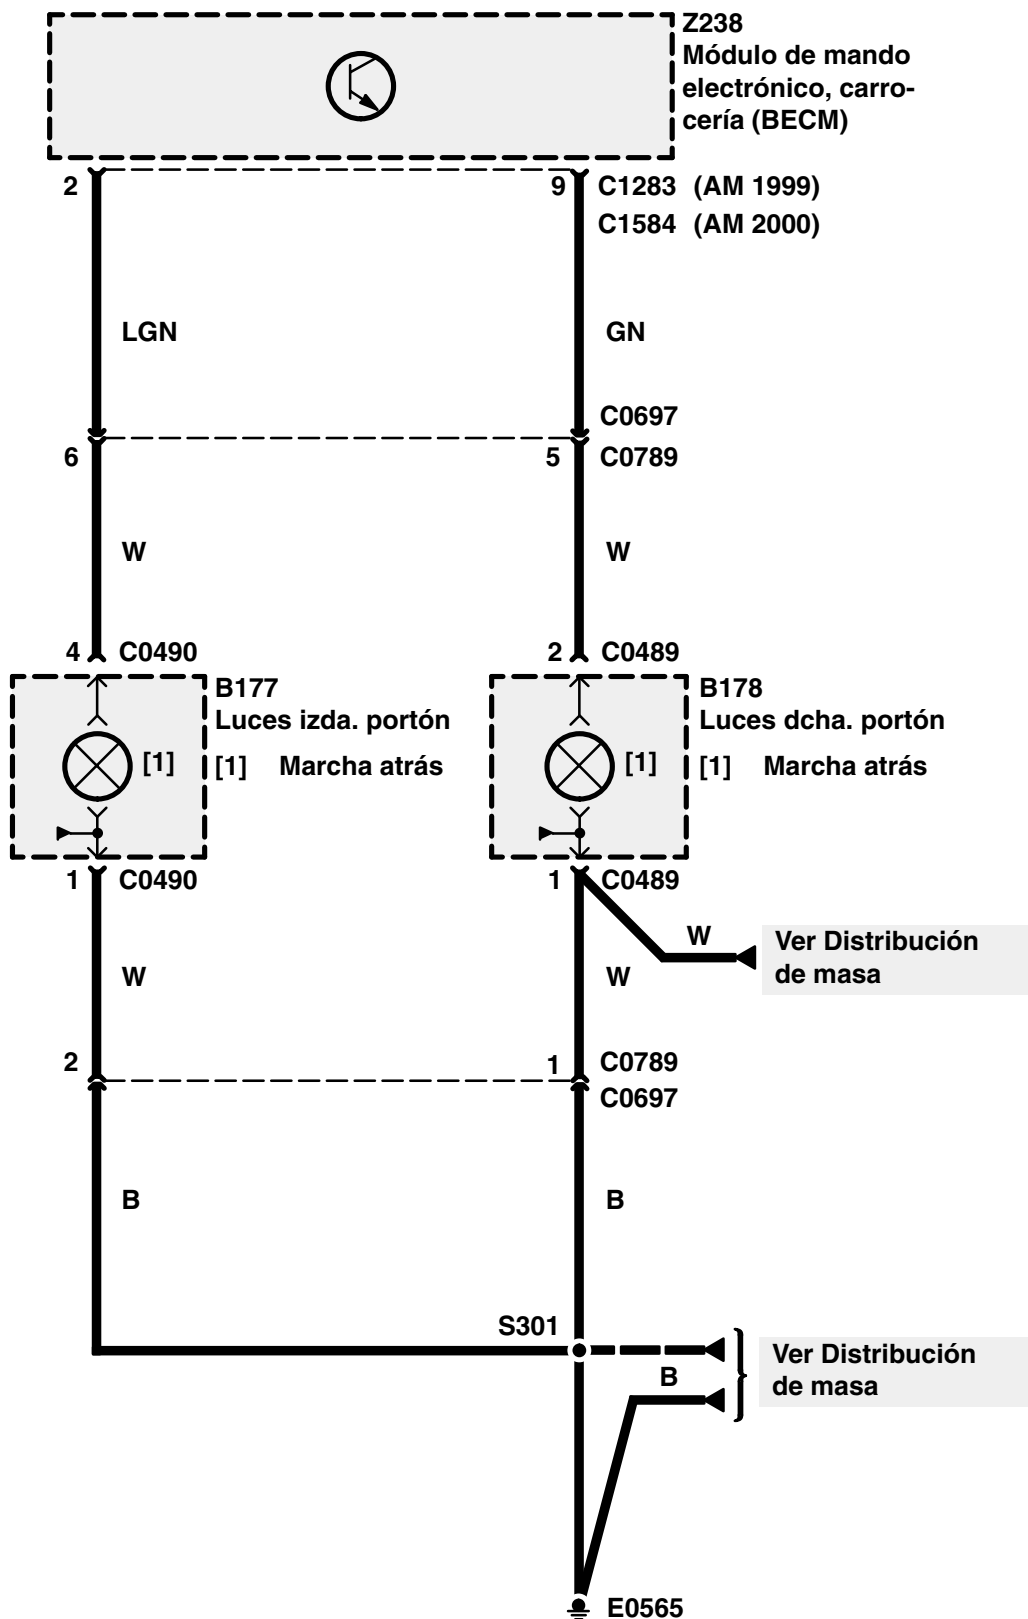 Z238
Módulo de mando
electrónico, carro-
cería (BECM)
2
9 C1283 (AM 1999)
C1584 (AM 2000)
LGN
GN
C0697
6
5 C0789
W
W
4 C0490
2 C0489
B177
Luces izda. portón
[1]
[1] Marcha atrás
B178
Luces dcha. portón
[1]
[1] Marcha atrás
1 C0490
1 C0489
W
Ver Distribución
de masa
W
W
2
1 C0789
C0697
B
B
S301
Ver Distribución
de masa
B
E0565